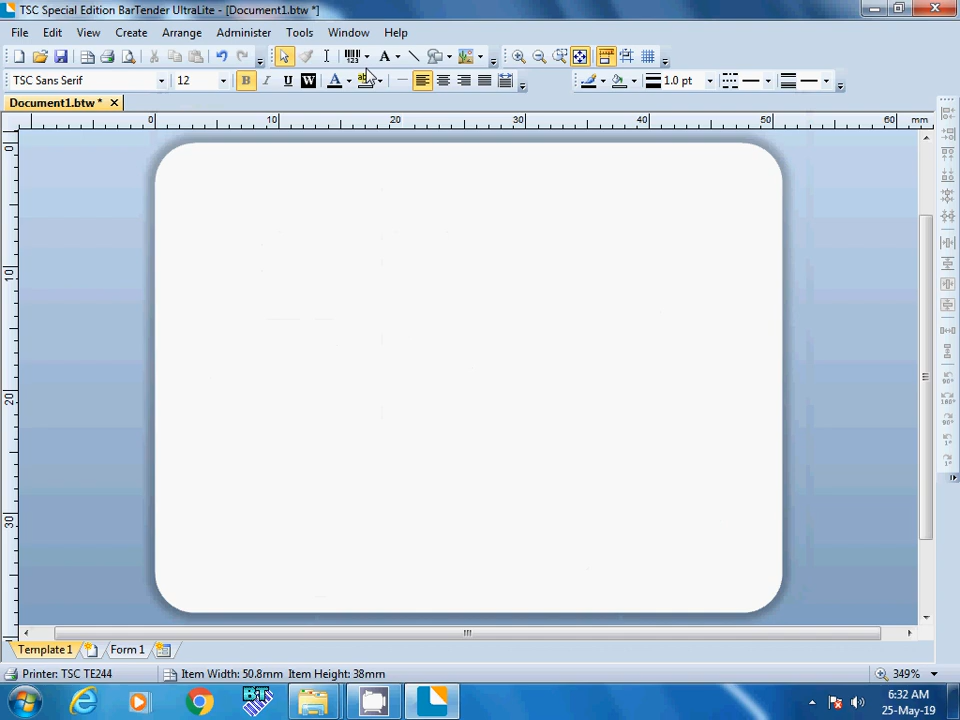 TSC Special Edition BarTender UltraLite - [Document1.btw *]
File Edit View Create Arrange Administer Tools Window Help
TSC Sans Serif 12 B I U W A ab 1.0 pt
Document1.btw *
0 10 20 30 40 50 60 mm
0
10
20
30
Template 1 Form 1
Printer: TSC TE244 Item Width: 50.8mm Item Height: 38mm 349%
6:32 AM
25-May-19